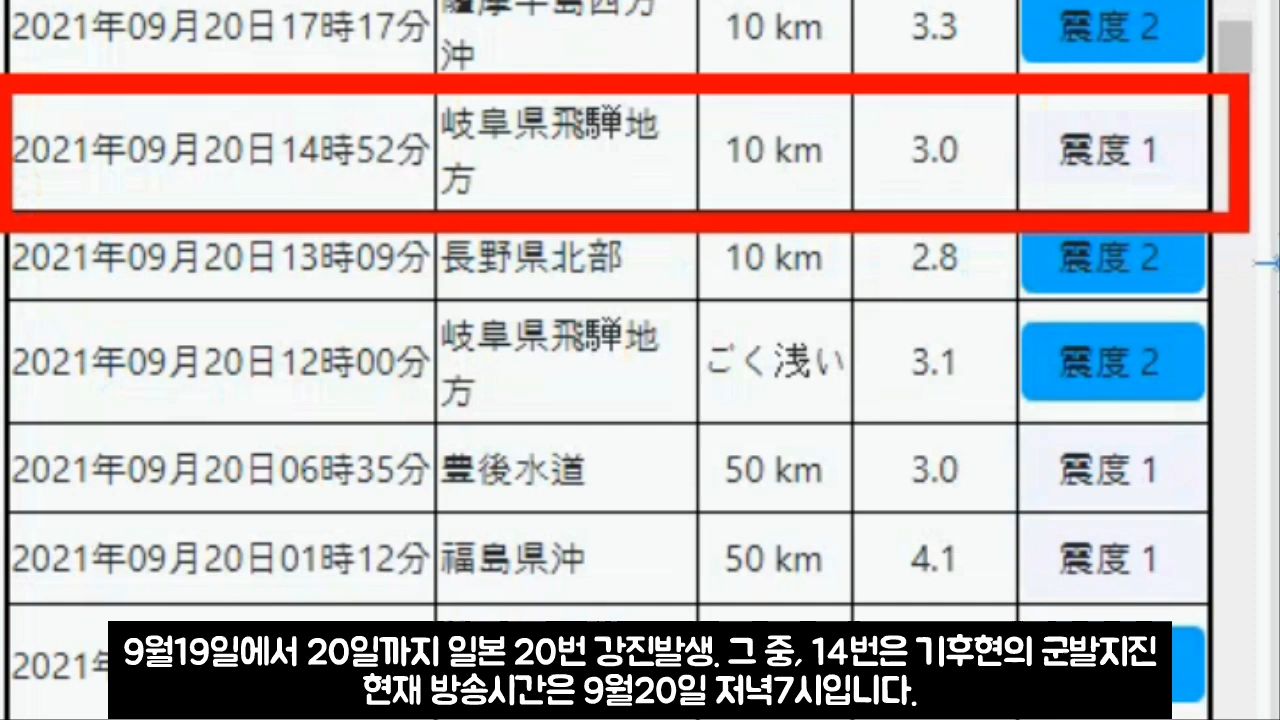 2021年09月20日17時17分 薩摩半島西方沖 10 km 3.3 震度 2
2021年09月20日14時52分 岐阜県飛騨地方 10 km 3.0 震度 1
2021年09月20日13時09分 長野県北部 10 km 2.8 震度 2
2021年09月20日12時00分 岐阜県飛騨地方 ごく浅い 3.1 震度 2
2021年09月20日06時35分 豊後水道 50 km 3.0 震度 1
2021年09月20日01時12分 福島県沖 50 km 4.1 震度 1
2021年
9월19일에서 20일까지 일본 20번 강진발생. 그 중, 14번은 기후현의 군발지진
현재 방송시간은 9월20일 저녁7시입니다.